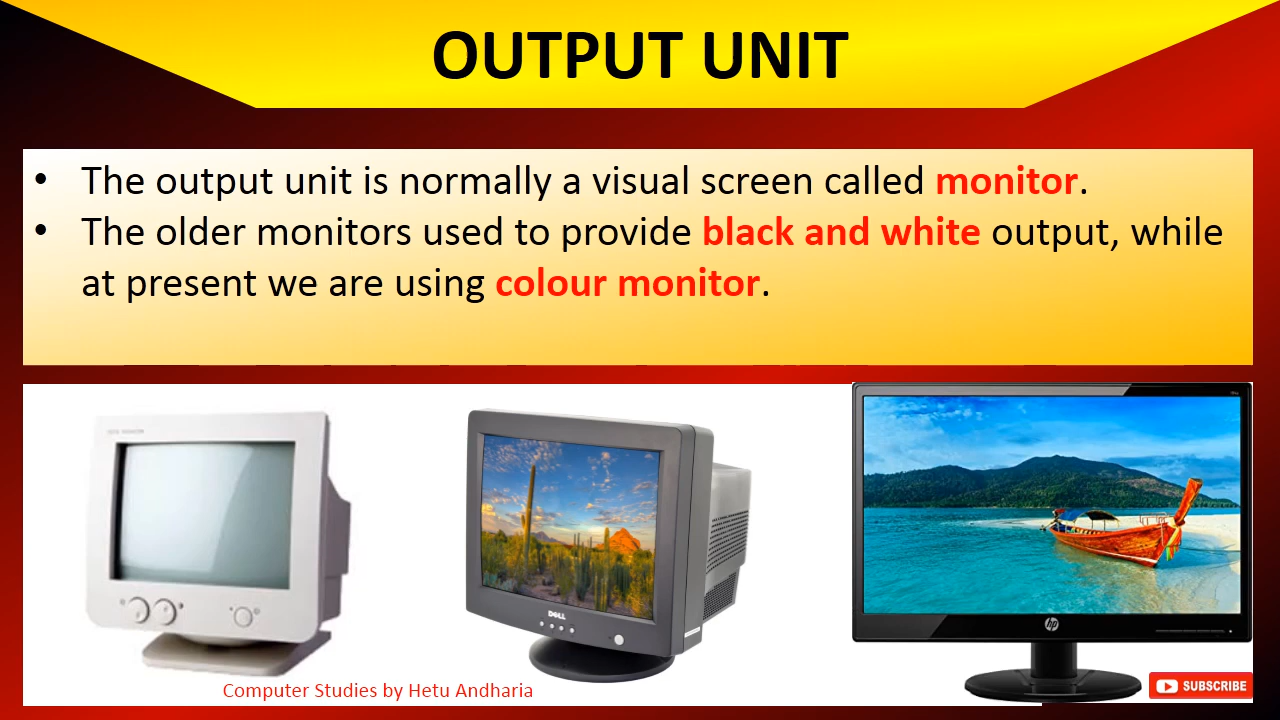 OUTPUT UNIT
• The output unit is normally a visual screen called monitor.
• The older monitors used to provide black and white output, while
at present we are using colour monitor.
DELL
hp
Computer Studies by Hetu Andharia
SUBSCRIBE